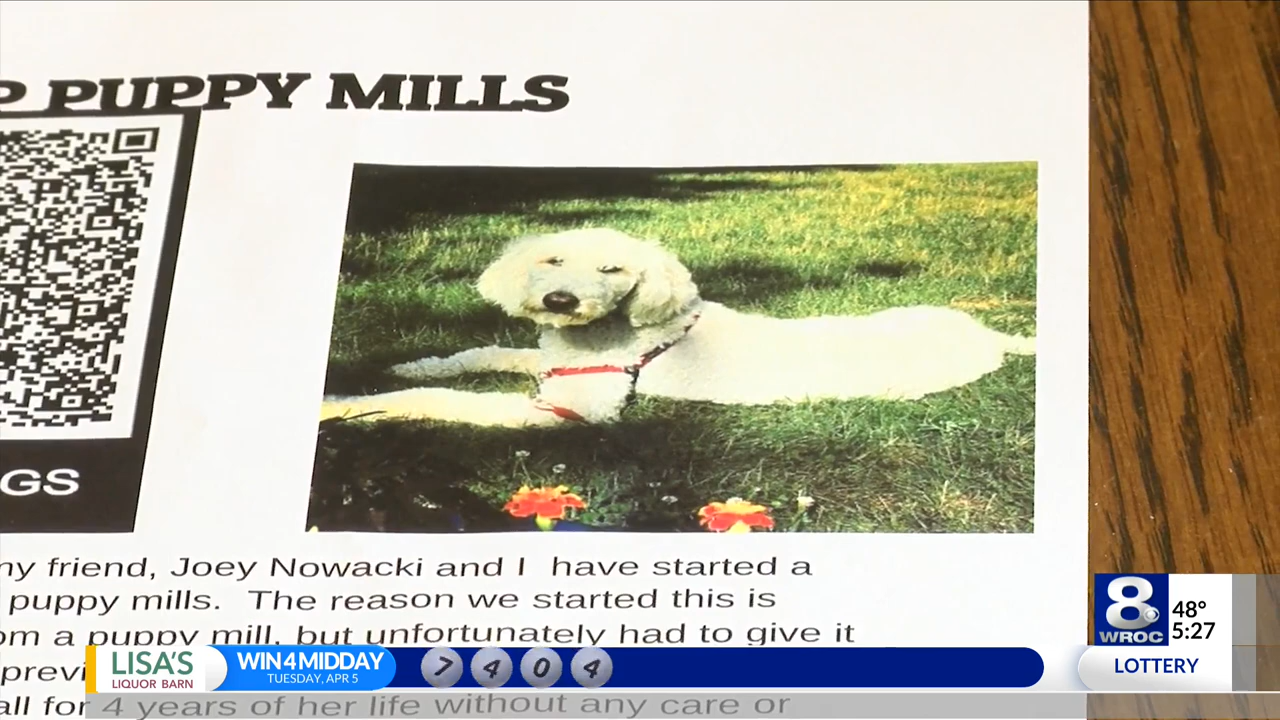 P PUPPY MILLS
GS
my friend, Joey Nowacki and I have started a
puppy mills. The reason we started this is
om a puppy mill, but unfortunately had to give it
previ
all for 4 years of her life without any care or
LISA'S
LIQUOR BARN
WIN 4 MIDDAY
TUESDAY, APR 5
7 4 0 4
8
WROC
48°
5:27
LOTTERY